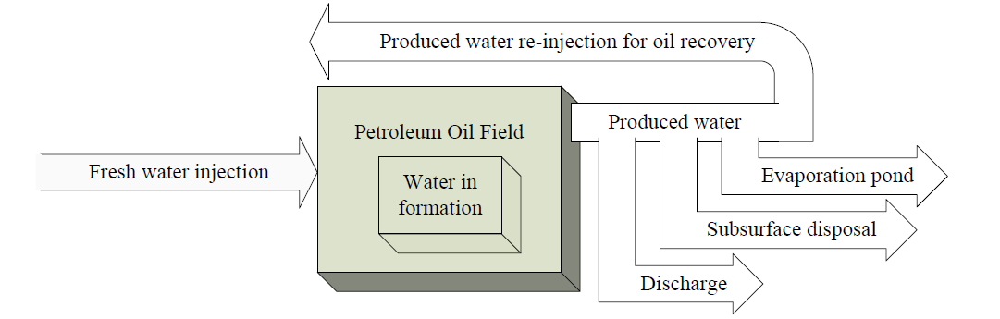 Produced water re-injection for oil recovery
Produced water
Petroleum Oil Field
Fresh water injection
Water in
formation
Evaporation pond
Subsurface disposal
Discharge